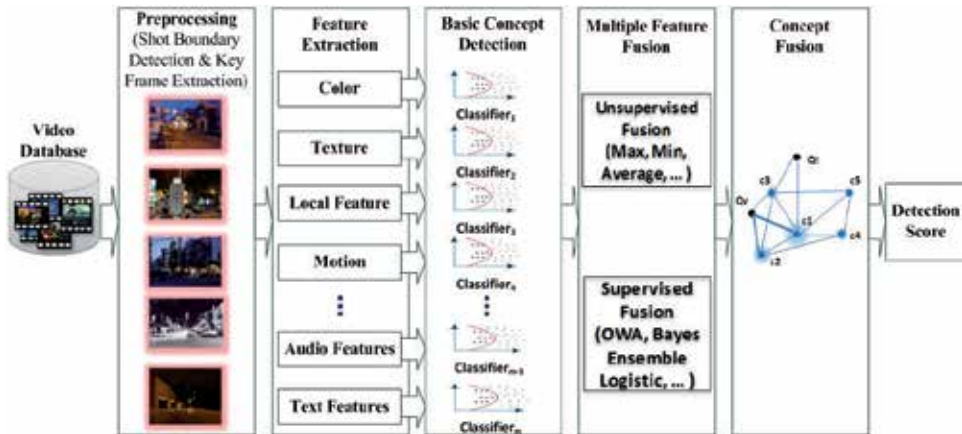 Video
Database
Preprocessing
(Shot Boundary
Detection & Key
Frame Extraction)
Feature
Extraction
Color
Texture
Local Feature
Motion
Audio Features
Text Features
Basic Concept
Detection
Classifier1
Classifier2
Classifier3
Classifier4
Classifierm-1
Classifierm
Multiple Feature
Fusion
Unsupervised
Fusion
(Max, Min,
Average, ... )
Supervised
Fusion
(OWA, Bayes
Ensemble
Logistic, ... )
Concept
Fusion
c3
c5
Qv
c1
c4
c2
Detection
Score